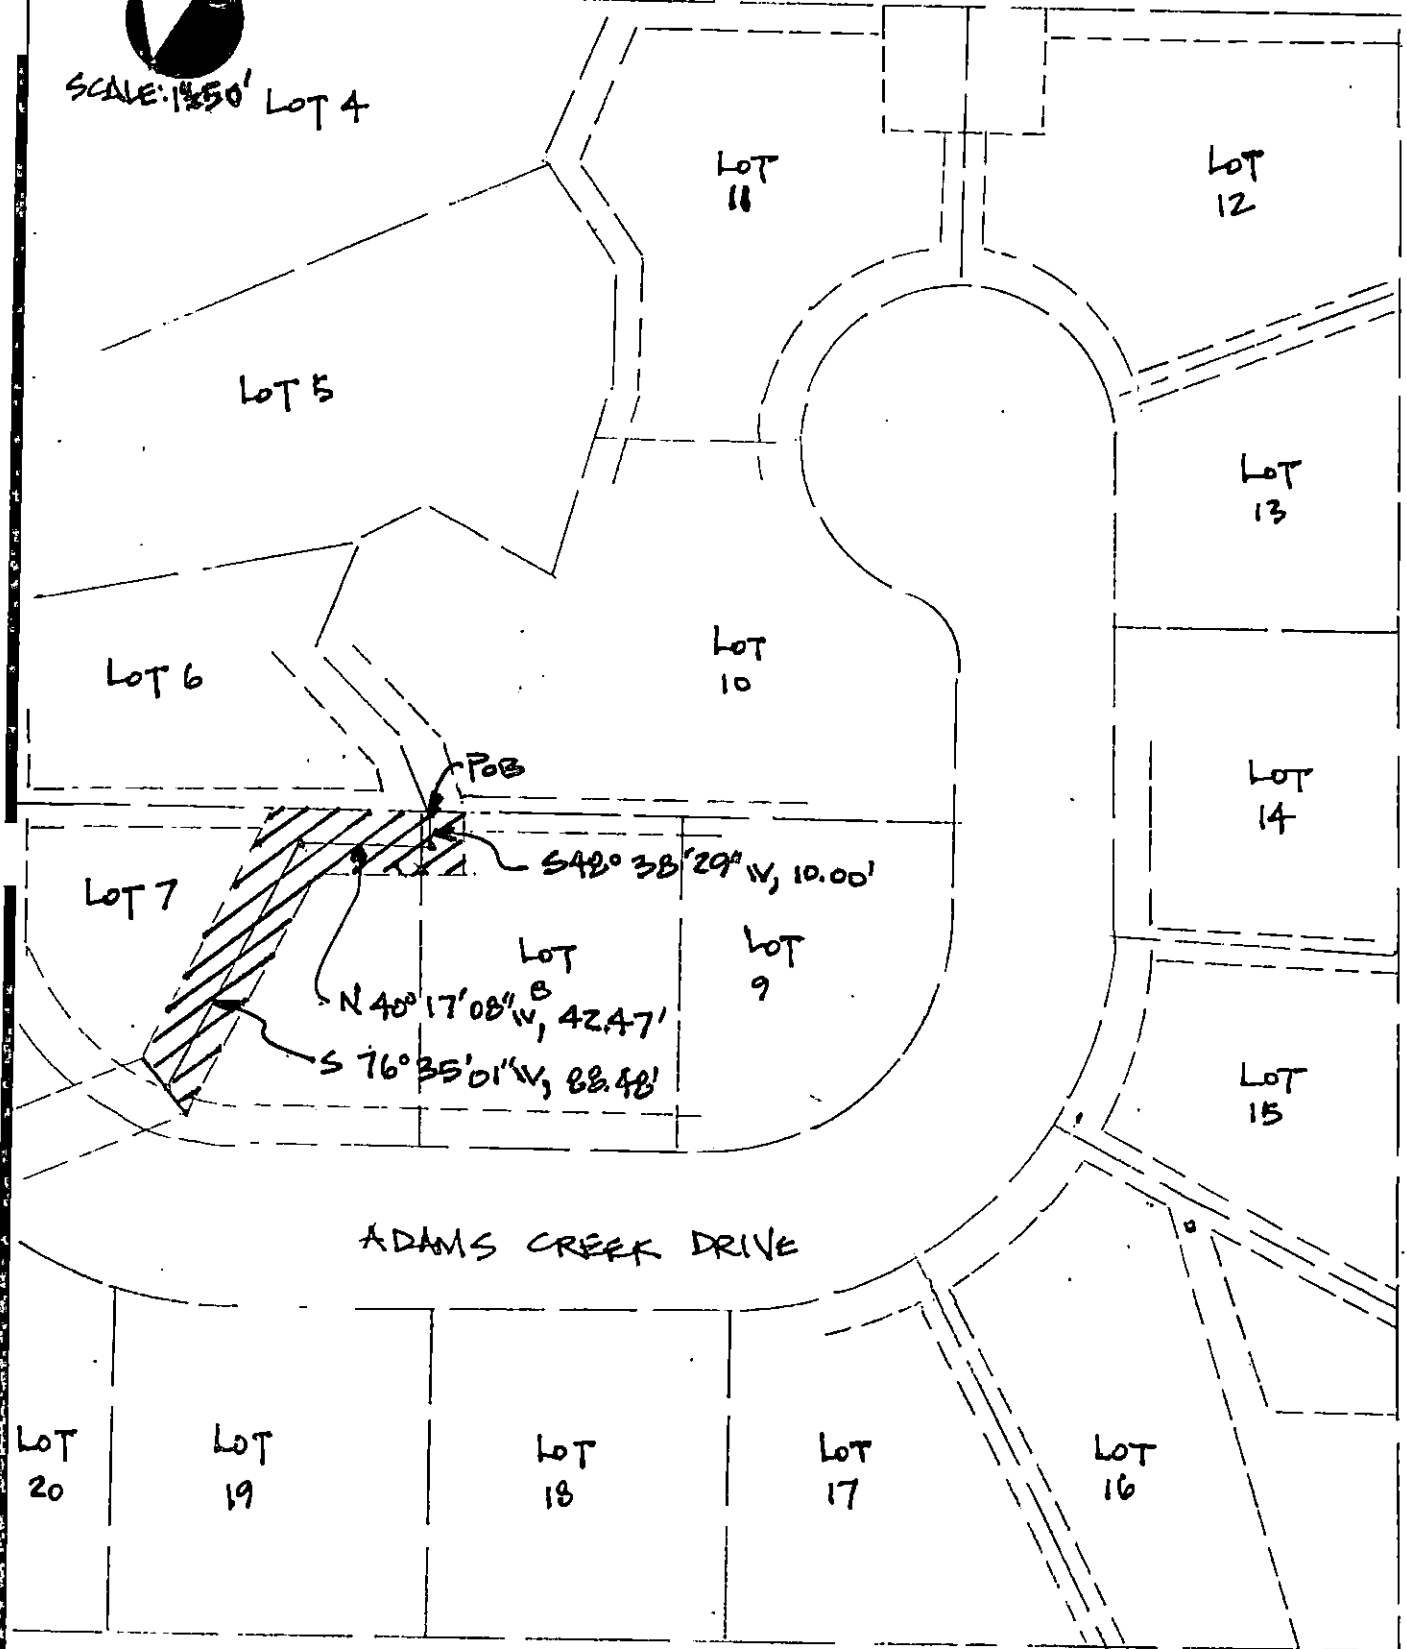 SCALE: 1"=50'
LOT 4
LOT
11
LOT
12
LOT 5
LOT
13
LOT 6
LOT
10
POB
LOT
14
S48° 38' 29" W, 10.00'
LOT 7
LOT
8
LOT
9
N 40° 17' 08" W, 42.47'
S 76° 35' 01" W, 88.48'
LOT
15
ADAMS CREEK DRIVE
LOT
20
LOT
19
LOT
18
LOT
17
LOT
16